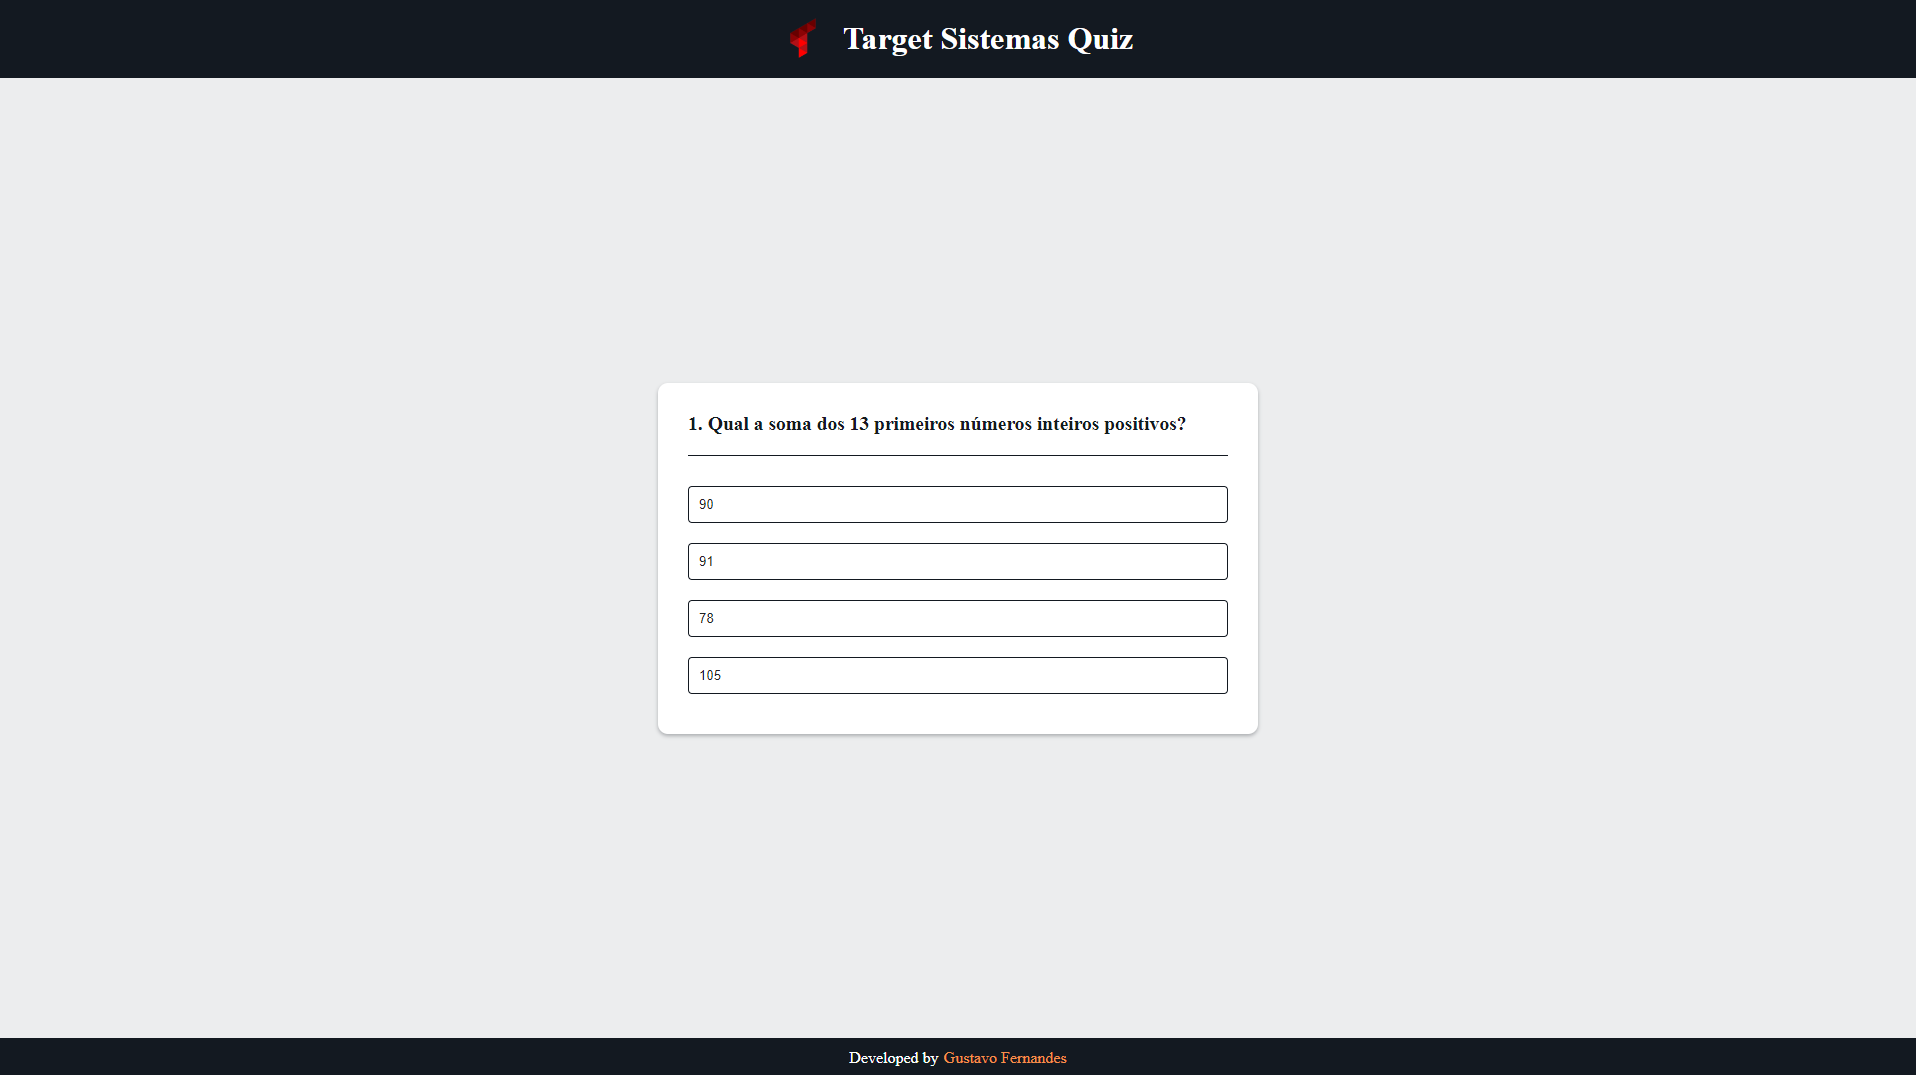 Target Sistemas Quiz
1. Qual a soma dos 13 primeiros números inteiros positivos?
90
91
78
105
Developed by Gustavo Fernandes